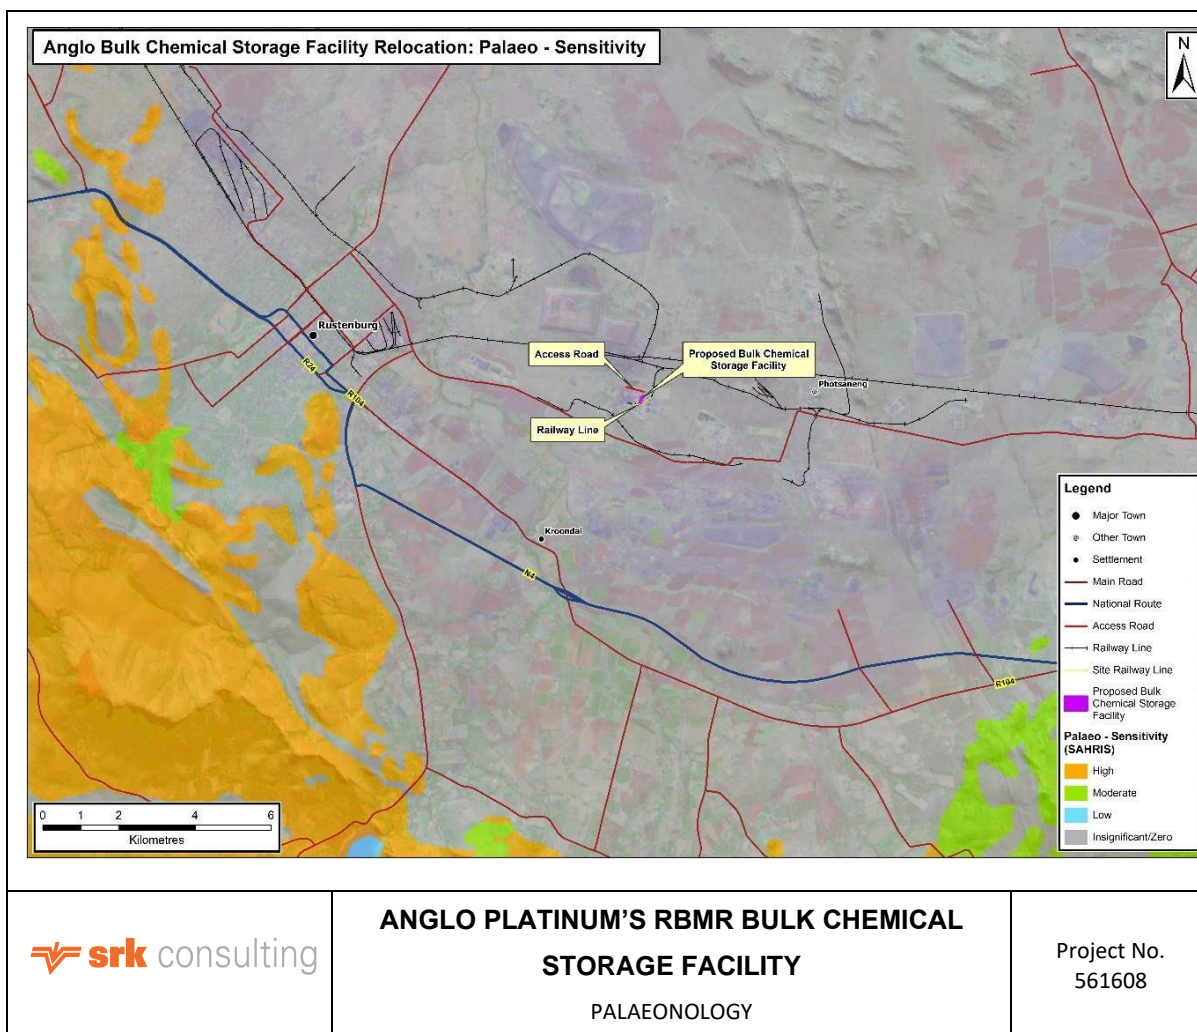 Anglo Bulk Chemical Storage Facility Relocation: Palaeo - Sensitivity
N
Rustenburg
R24
R104
Access Road
Proposed Bulk Chemical
Storage Facility
Photsaneng
Railway Line
Kroondal
N4
R104
Legend
Major Town
Other Town
Settlement
Main Road
National Route
Access Road
Railway Line
Site Railway Line
Proposed Bulk
Chemical Storage
Facility
Palaeo - Sensitivity
(SAHRIS)
High
Moderate
Low
Insignificant/Zero
0 1 2 4 6
Kilometres
srk consulting
ANGLO PLATINUM'S RBMR BULK CHEMICAL
STORAGE FACILITY
PALAEONOLOGY
Project No.
561608